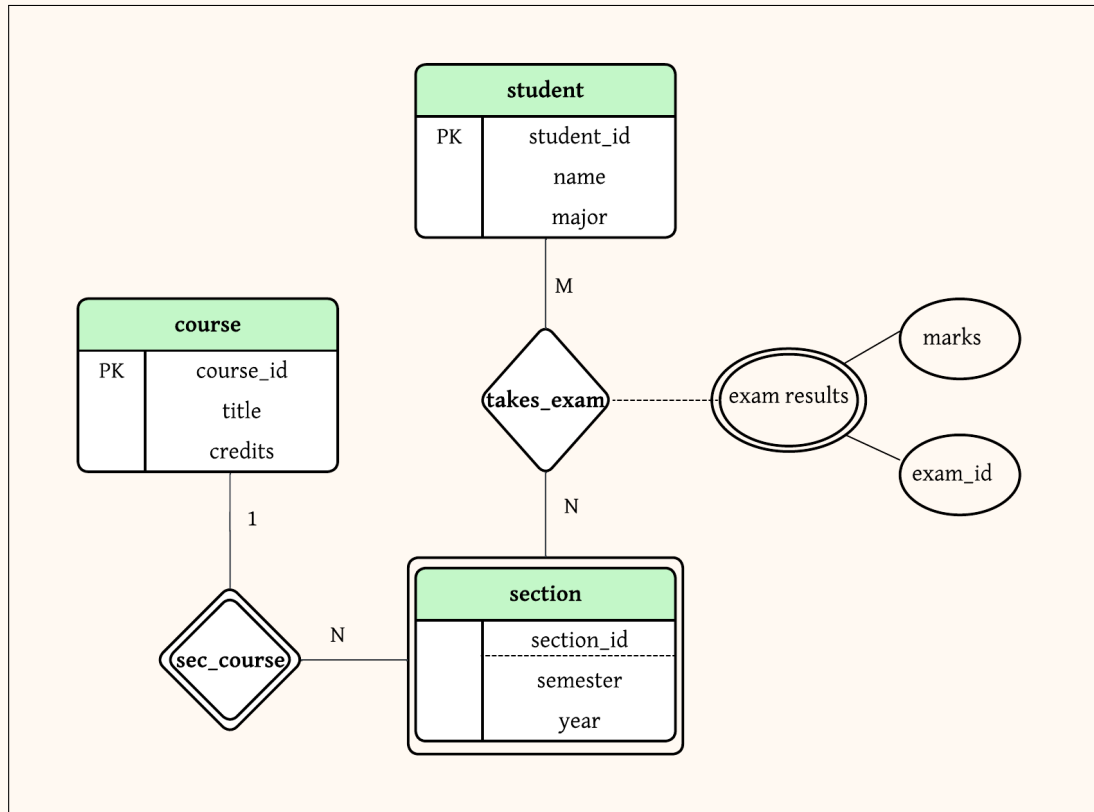 student
PK student_id
name
major
M
course
PK course_id
title
credits
takes_exam
exam results
marks
exam_id
1
N
sec_course
N
section
section_id
semester
year